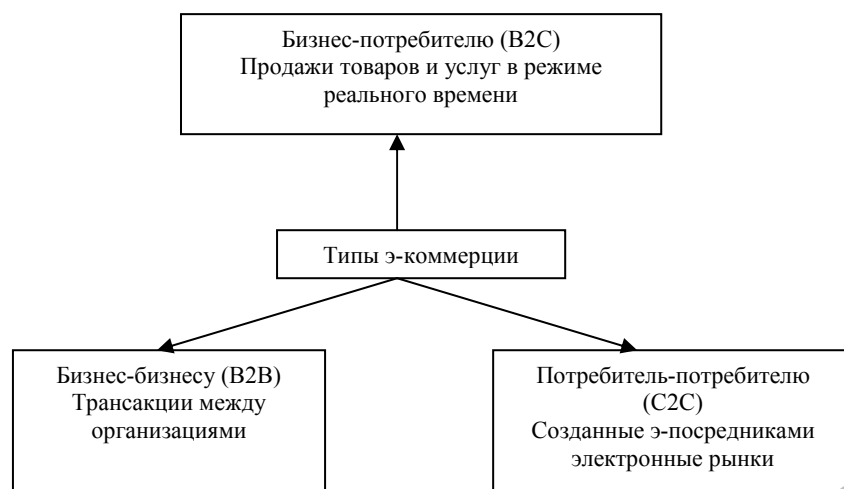 Бизнес-потребителю (B2C)
Продажи товаров и услуг в режиме
реального времени
Типы э-коммерции
Бизнес-бизнесу (B2B)
Трансакции между
организациями
Потребитель-потребителю
(C2C)
Созданные э-посредниками
электронные рынки